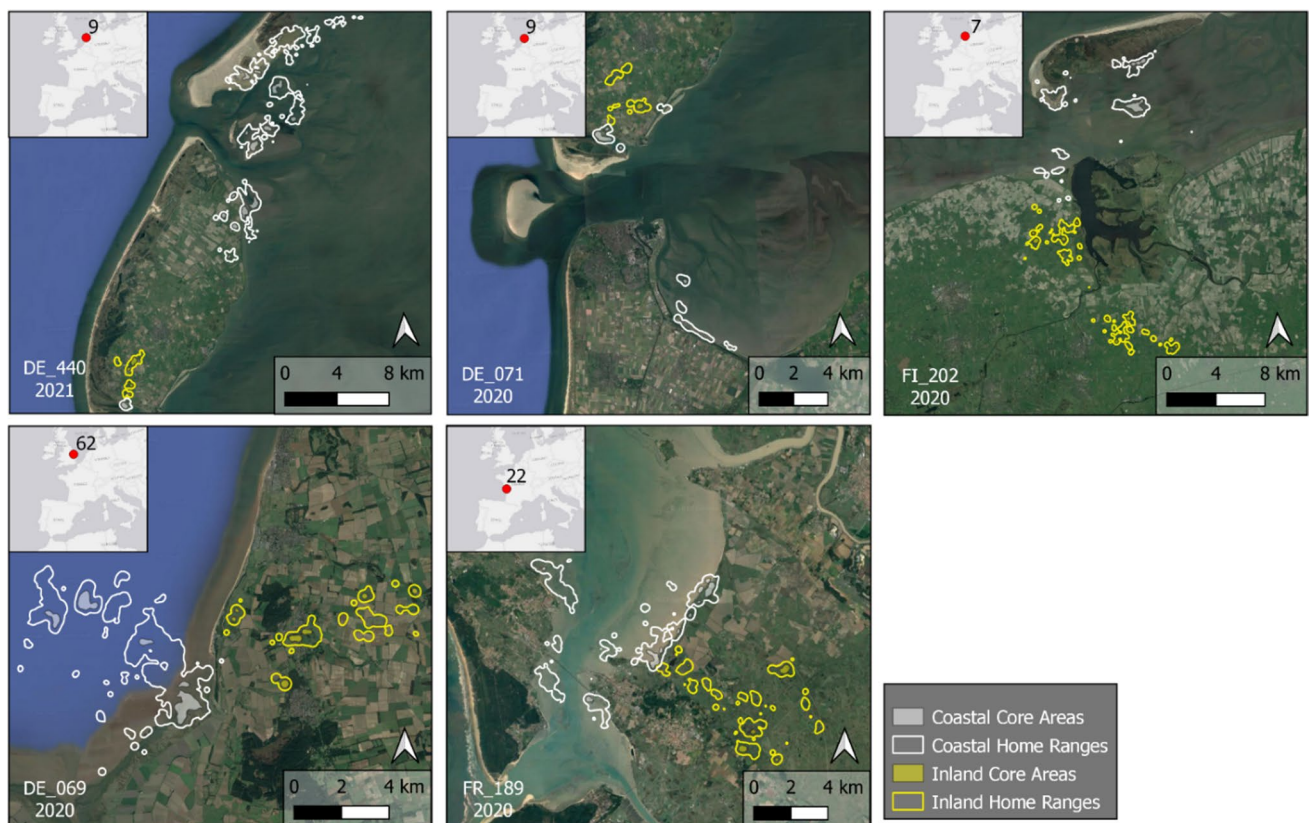 9
DE_440
2021
0 4 8 km
9
DE_071
2020
0 2 4 km
7
FI_202
2020
0 4 8 km
62
DE_069
2020
0 2 4 km
22
FR_189
2020
0 2 4 km
Coastal Core Areas
Coastal Home Ranges
Inland Core Areas
Inland Home Ranges